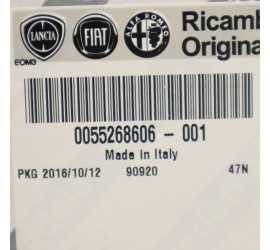 LANCIA FIAT ALFA ROMEO Ricamb
Origina
EOM3
0055268606 - 001
Made in Italy
PKG 2016/10/12 90920 47N